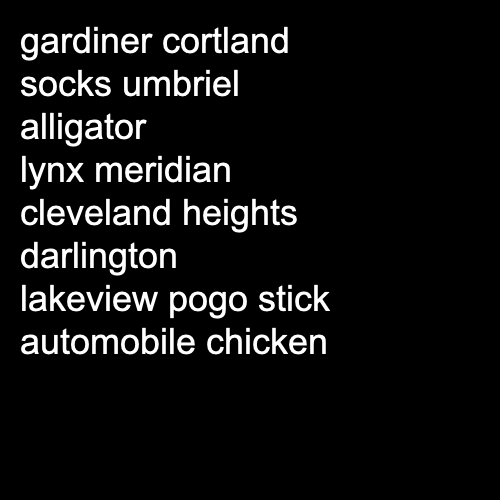 gardiner cortland
socks umbriel
alligator
lynx meridian
cleveland heights
darlington
lakeview pogo stick
automobile chicken